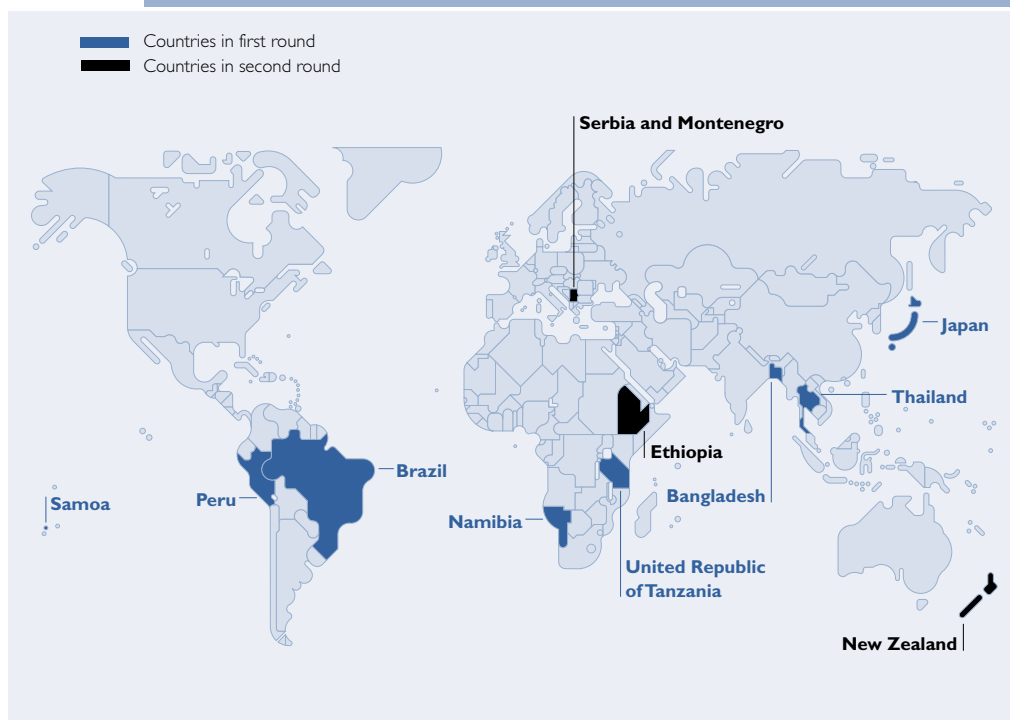 Countries in first round
Countries in second round
Serbia and Montenegro
Japan
Thailand
Ethiopia
Brazil
Bangladesh
Peru
Samoa
Namibia
United Republic
of Tanzania
New Zealand